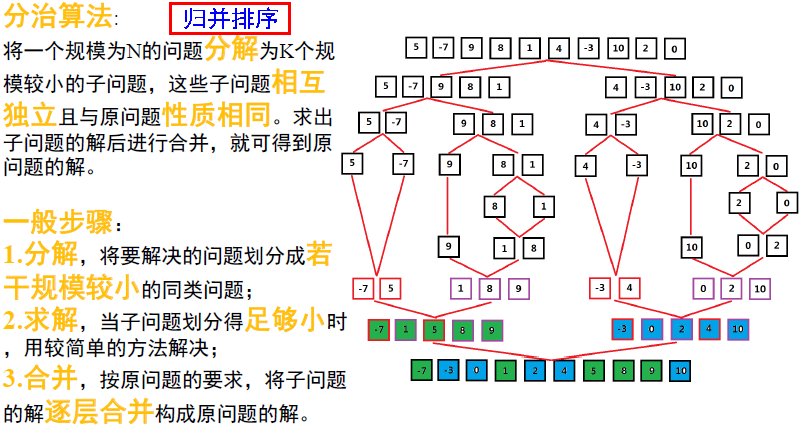 分治算法:
归并排序
将一个规模为N的问题分解为K个规
模较小的子问题，这些子问题相互
独立且与原问题性质相同。求出
子问题的解后进行合并，就可得到原
问题的解。
一般步骤：
1.分解，将要解决的问题划分成若
干规模较小的同类问题；
2.求解，当子问题划分得足够小时
，用较简单的方法解决；
3.合并，按原问题的要求，将子问题
的解逐层合并构成原问题的解。
5 -7 9 8 1 4 -3 10 2 0
5 -7 9 8 1 4 -3 10 2 0
5 -7 9 8 1 4 -3 10 2 0
5 -7 9 8 1 4 -3 10 2 0
8 1 2 0
9 1 8 10 0 2
-7 5 1 8 9 -3 4 0 2 10
-7 1 5 8 9 -3 0 2 4 10
-7 -3 0 1 2 4 5 8 9 10